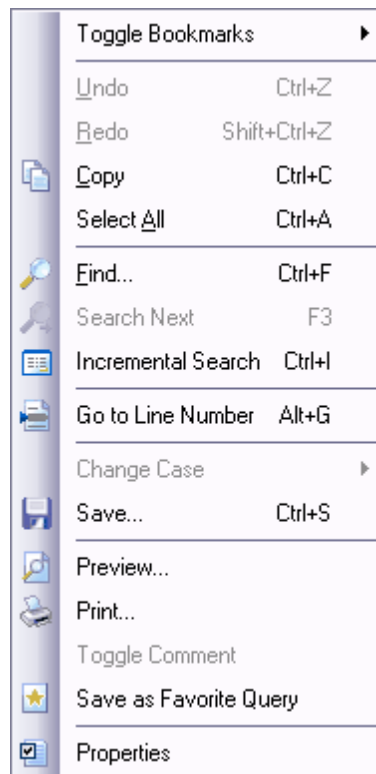 Toggle Bookmarks
Undo Ctrl+Z
Redo Shift+Ctrl+Z
Copy Ctrl+C
Select All Ctrl+A
Find... Ctrl+F
Search Next F3
Incremental Search Ctrl+I
Go to Line Number Alt+G
Change Case
Save... Ctrl+S
Preview...
Print...
Toggle Comment
Save as Favorite Query
Properties